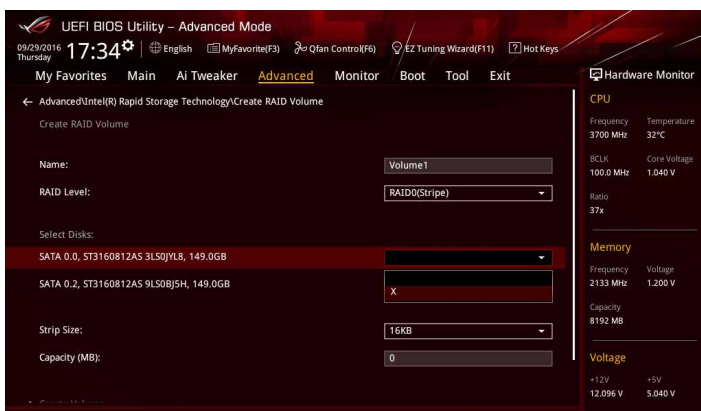 UEFI BIOS Utility – Advanced Mode
09/29/2016 Thursday 17:34 English MyFavorite(F3) Qfan Control(F6) EZ Tuning Wizard(F11) ? Hot Keys
My Favorites Main Ai Tweaker Advanced Monitor Boot Tool Exit
Hardware Monitor
← Advanced\Intel(R) Rapid Storage Technology\Create RAID Volume
Create RAID Volume
Name: Volume1
RAID Level: RAID0(Stripe)
Select Disks:
SATA 0.0, ST3160812AS 3LS0JYL8, 149.0GB
SATA 0.2, ST3160812AS 9LS0BJ5H, 149.0GB
X
Strip Size: 16KB
Capacity (MB): 0
Create Volume
CPU
Frequency Temperature
3700 MHz 32°C
BCLK Core Voltage
100.0 MHz 1.040 V
Ratio
37x
Memory
Frequency Voltage
2133 MHz 1.200 V
Capacity
8192 MB
Voltage
+12V +5V
12.096 V 5.040 V